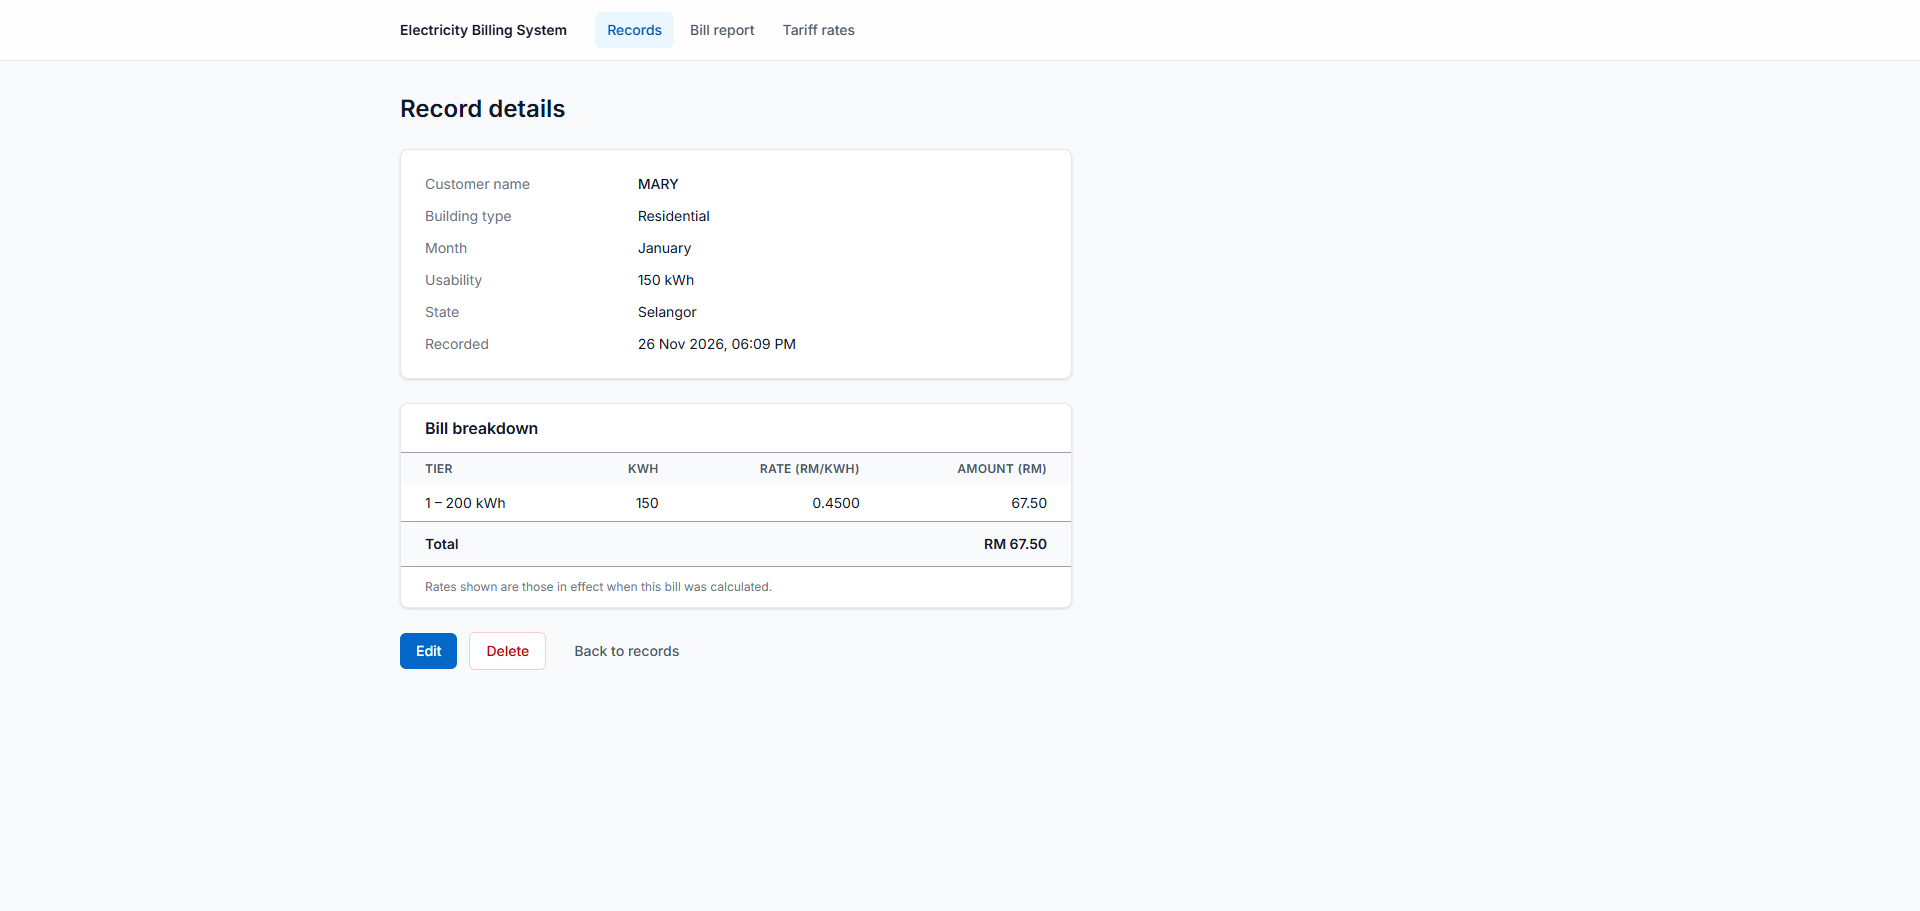 Electricity Billing System Records Bill report Tariff rates
Record details
Customer name MARY
Building type Residential
Month January
Usability 150 kWh
State Selangor
Recorded 26 Nov 2026, 06:09 PM
Bill breakdown
TIER KWH RATE (RM/KWH) AMOUNT (RM)
1 – 200 kWh 150 0.4500 67.50
Total RM 67.50
Rates shown are those in effect when this bill was calculated.
Edit Delete Back to records